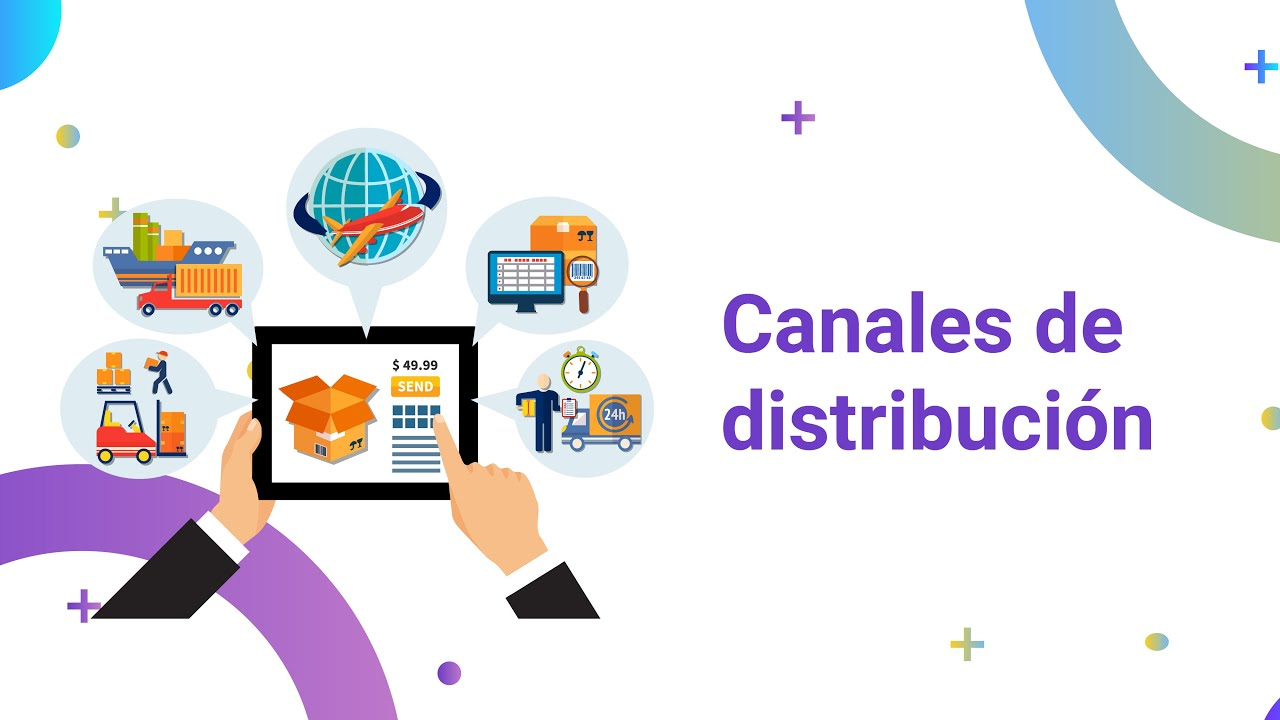 $ 49.99
SEND
24h
Canales de
distribución